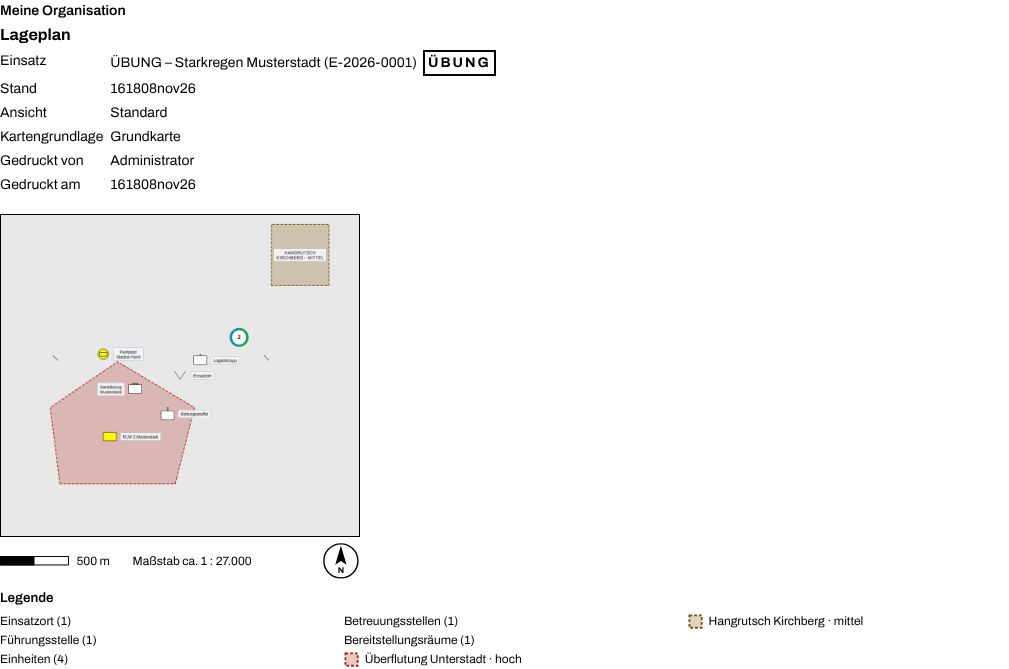 Meine Organisation
Lageplan
Einsatz ÜBUNG – Starkregen Musterstadt (E-2026-0001) ÜBUNG
Stand 161808nov26
Ansicht Standard
Kartengrundlage Grundkarte
Gedruckt von Administrator
Gedruckt am 161808nov26
HANGRUTSCH
KIRCHBERG · MITTEL
2
Parkplatz
Stadion Nord
Logistiktrupp
Einsatzort
Sanitätszug
Musterstadt
Rettungsstaffel
ELW 2 Musterstadt
500 m Maßstab ca. 1 : 27.000
N
Legende
Einsatzort (1) Betreuungsstellen (1) Hangrutsch Kirchberg · mittel
Führungsstelle (1) Bereitstellungsräume (1)
Einheiten (4) Überflutung Unterstadt · hoch